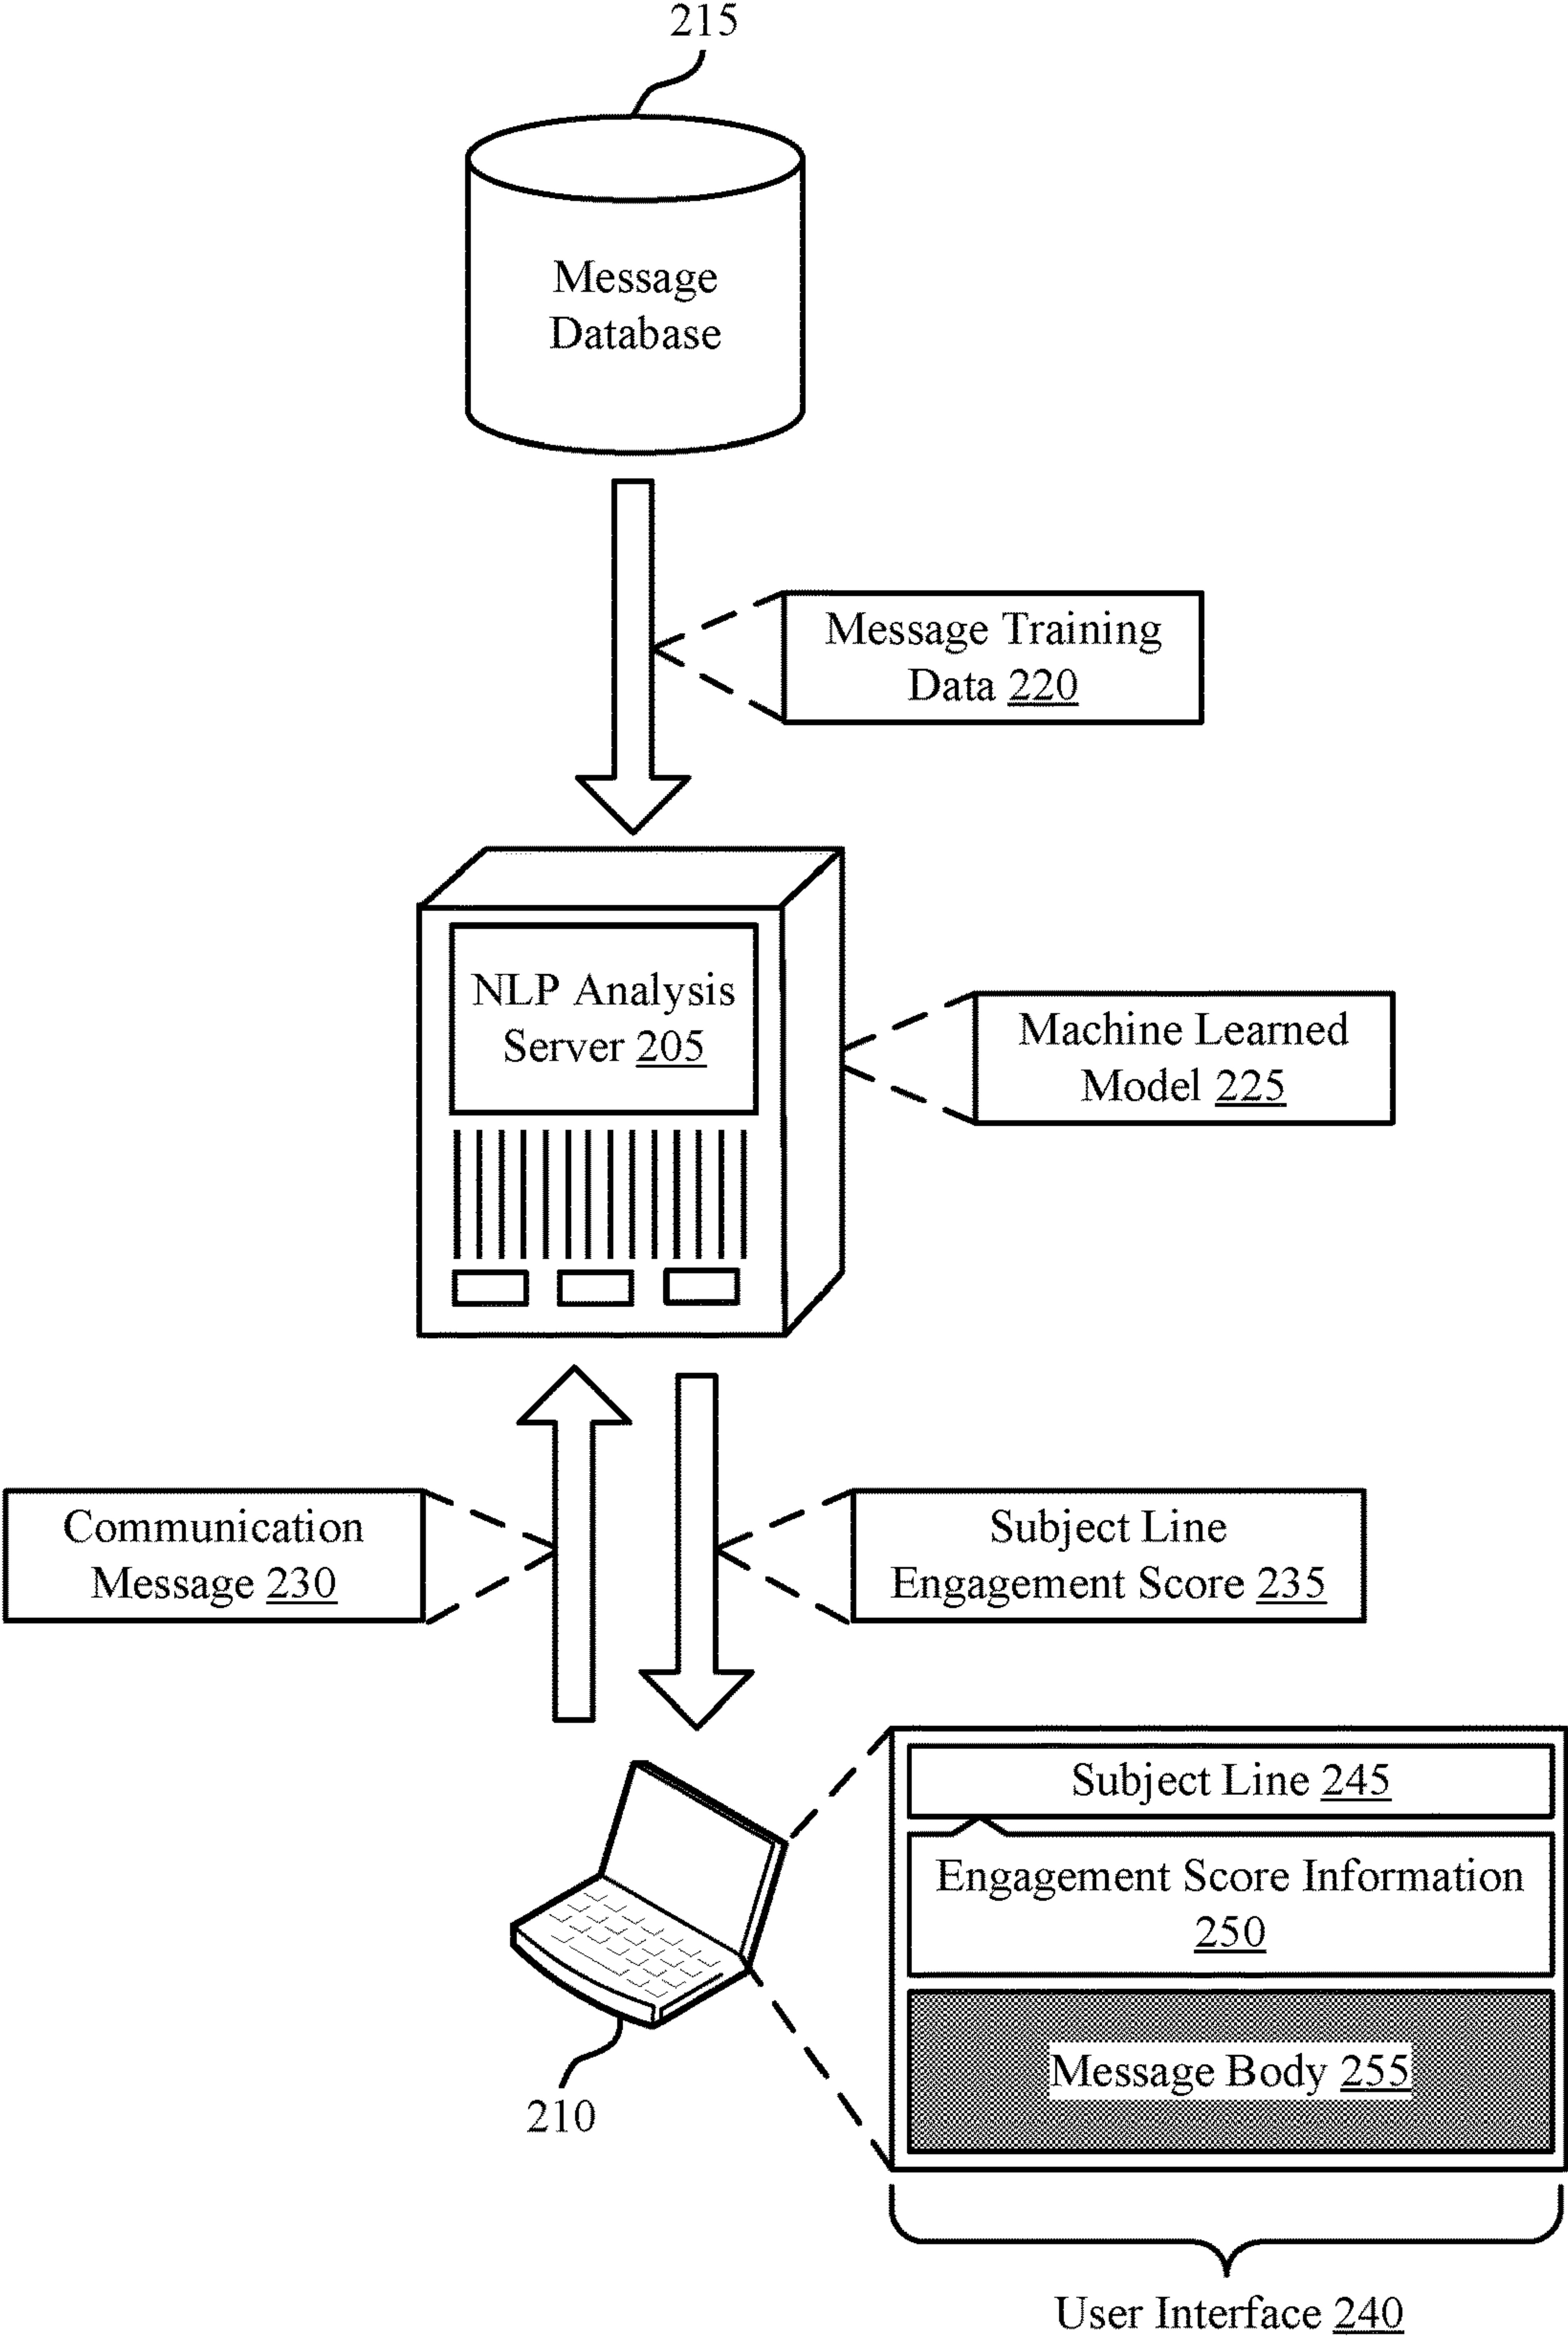 215
Message
Database
Message Training
Data 220
NLP Analysis
Server 205
Machine Learned
Model 225
Communication
Message 230
Subject Line
Engagement Score 235
Subject Line 245
Engagement Score Information
250
Message Body 255
210
User Interface 240